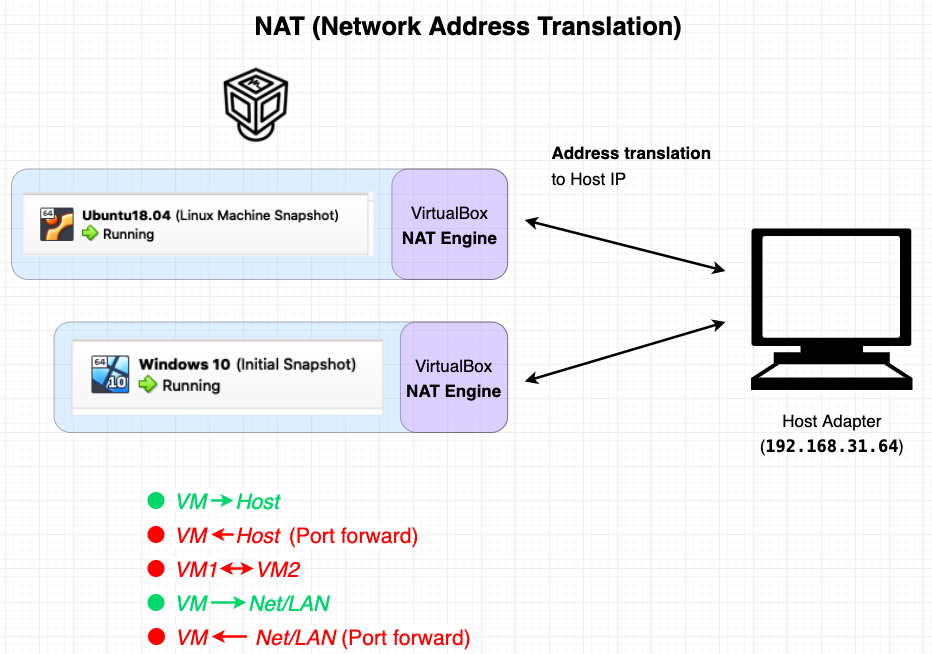 NAT (Network Address Translation)
Address translation
to Host IP
64
Ubuntu18.04 (Linux Machine Snapshot)
Running
VirtualBox
NAT Engine
64
10
Windows 10 (Initial Snapshot)
Running
VirtualBox
NAT Engine
Host Adapter
(192.168.31.64)
VM → Host
VM ← Host (Port forward)
VM1 ↔ VM2
VM → Net/LAN
VM ← Net/LAN (Port forward)